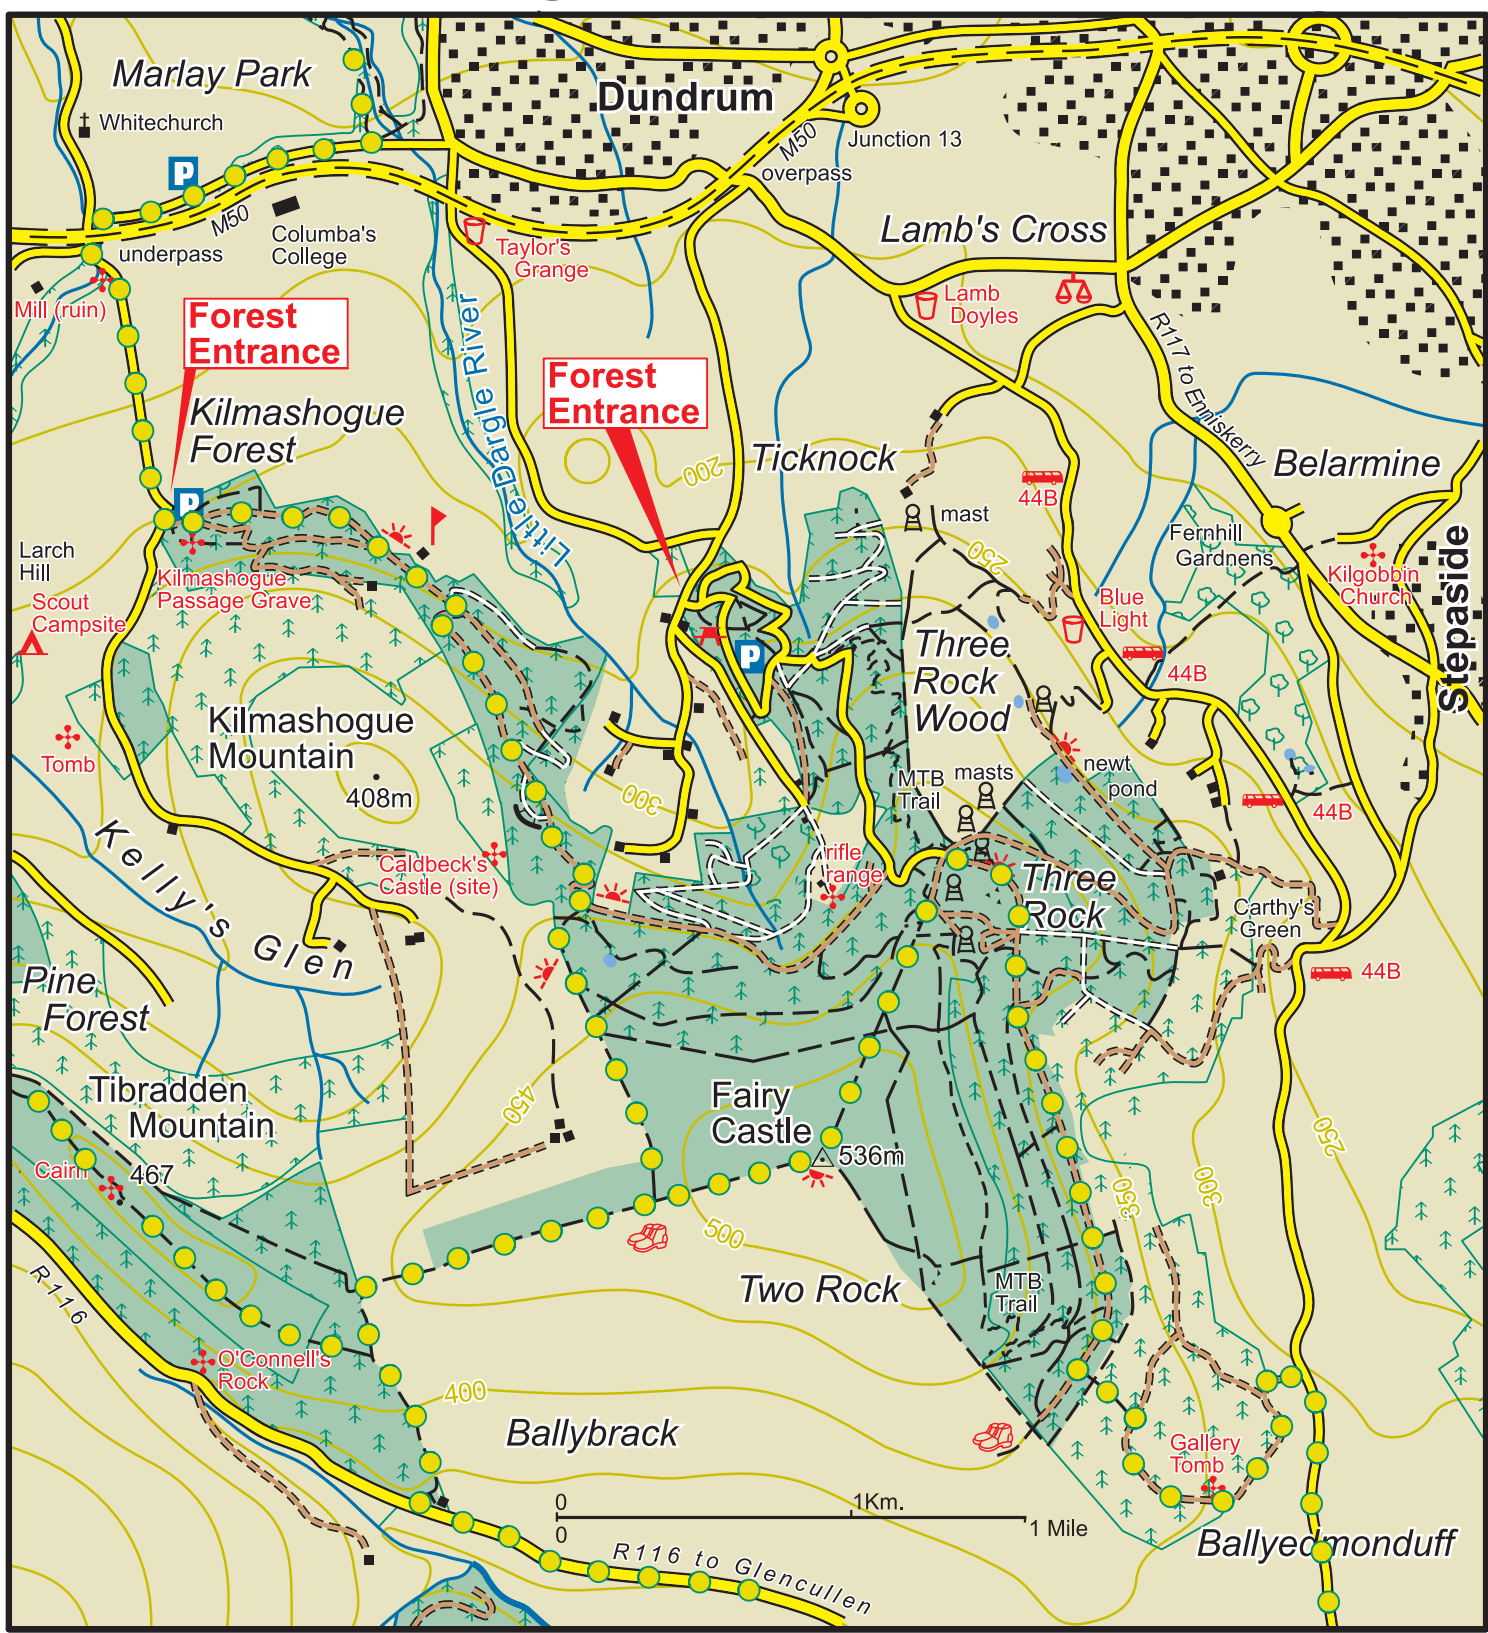 Marlay Park
Whitechurch
P
Dundrum
M50
Junction 13
overpass
M50
underpass
Columba's
College
Taylor's
Grange
Lamb's Cross
Lamb
Doyles
Mill (ruin)
Forest
Entrance
Forest
Entrance
Little Dargle River
R117 to Enniskerry
Kilmashogue
Forest
200
Ticknock
Belarmine
44B
P
mast
250
Larch
Hill
Scout
Campsite
Kilmashogue
Passage Grave
Fernhill
Gardnens
Kilgobbin
Church
Stepaside
Blue
Light
44B
P
Three
Rock
Wood
Kilmashogue
Mountain
408m
Tomb
300
MTB
Trail
masts
newt
pond
44B
Kelly's Glen
Caldbeck's
Castle (site)
rifle
range
Three
Rock
Carthy's
Green
44B
Pine
Forest
Tibradden
Mountain
450
Fairy
Castle
536m
250
Cairn
467
500
350
300
R116
Two Rock
MTB
Trail
O'Connell's
Rock
400
Ballybrack
Gallery
Tomb
0
1Km.
0
1 Mile
Ballyedmonduff
R116 to Glencullen